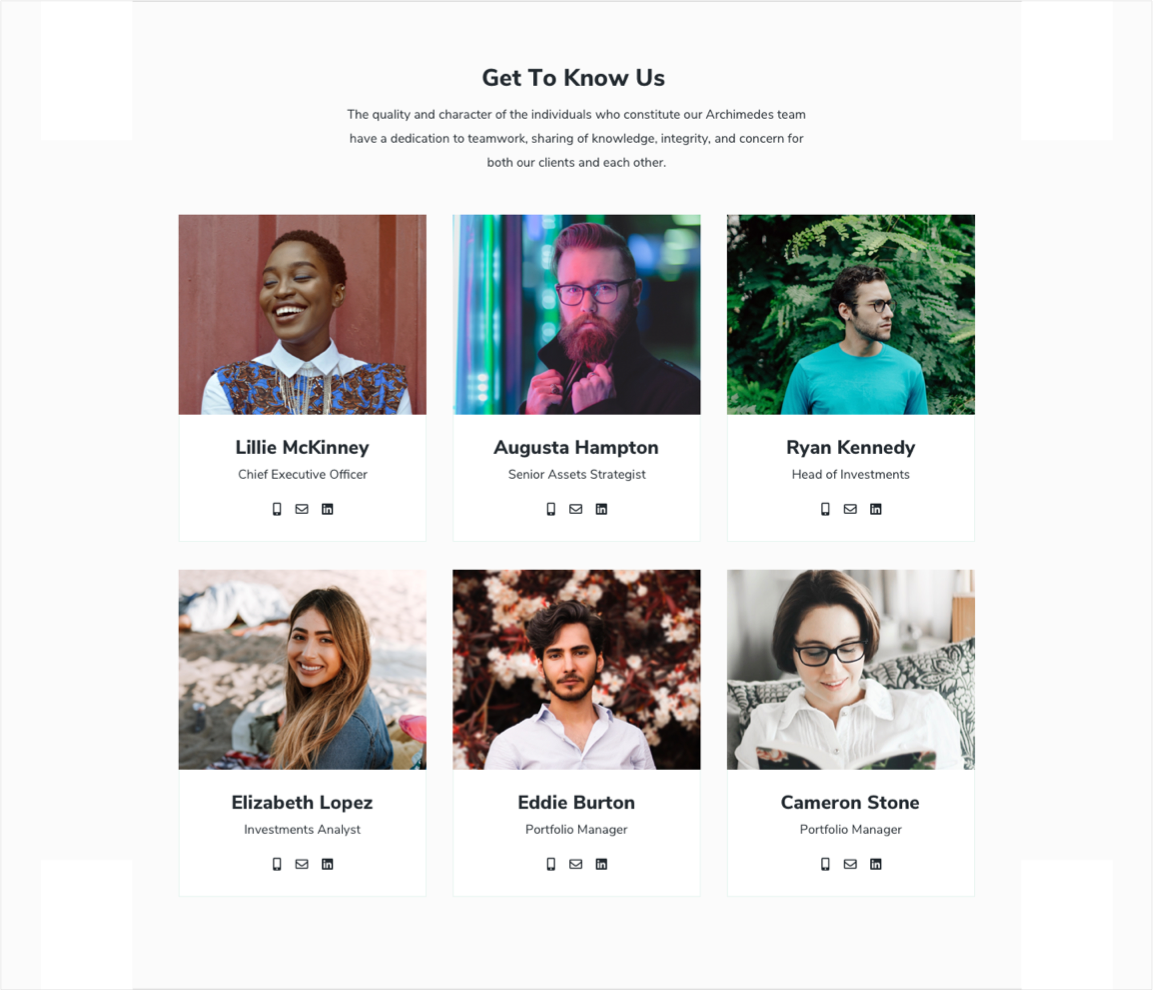 Get To Know Us
The quality and character of the individuals who constitute our Archimedes team
have a dedication to teamwork, sharing of knowledge, integrity, and concern for
both our clients and each other.
Lillie McKinney
Chief Executive Officer
Augusta Hampton
Senior Assets Strategist
Ryan Kennedy
Head of Investments
Elizabeth Lopez
Investments Analyst
Eddie Burton
Portfolio Manager
Cameron Stone
Portfolio Manager